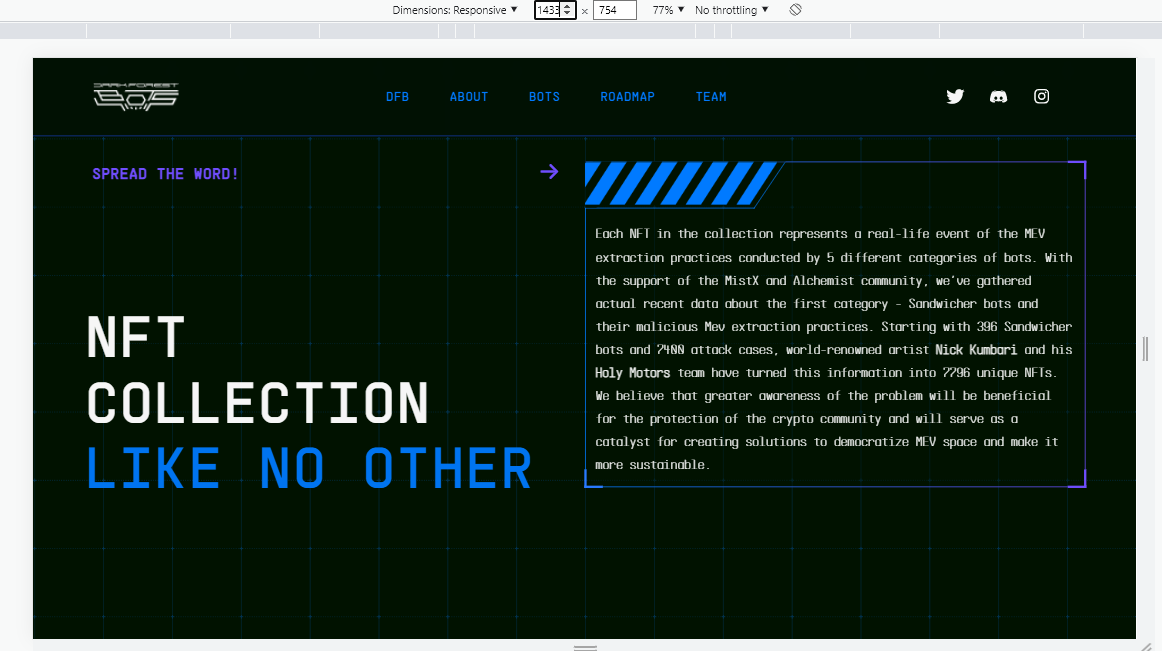 Dimensions: Responsive ▼ 1433 × 754 77% ▼ No throttling ▼
DARK FOREST
BOTS
DFB ABOUT BOTS ROADMAP TEAM
SPREAD THE WORD!
NFT
COLLECTION
LIKE NO OTHER
Each NFT in the collection represents a real-life event of the MEV
extraction practices conducted by 5 different categories of bots. With
the support of the MistX and Alchemist community, we've gathered
actual recent data about the first category - Sandwicher bots and
their malicious Mev extraction practices. Starting with 396 Sandwicher
bots and 7400 attack cases, world-renowned artist Nick Kumbari and his
Holy Motors team have turned this information into 7796 unique NFTs.
We believe that greater awareness of the problem will be beneficial
for the protection of the crypto community and will serve as a
catalyst for creating solutions to democratize MEV space and make it
more sustainable.